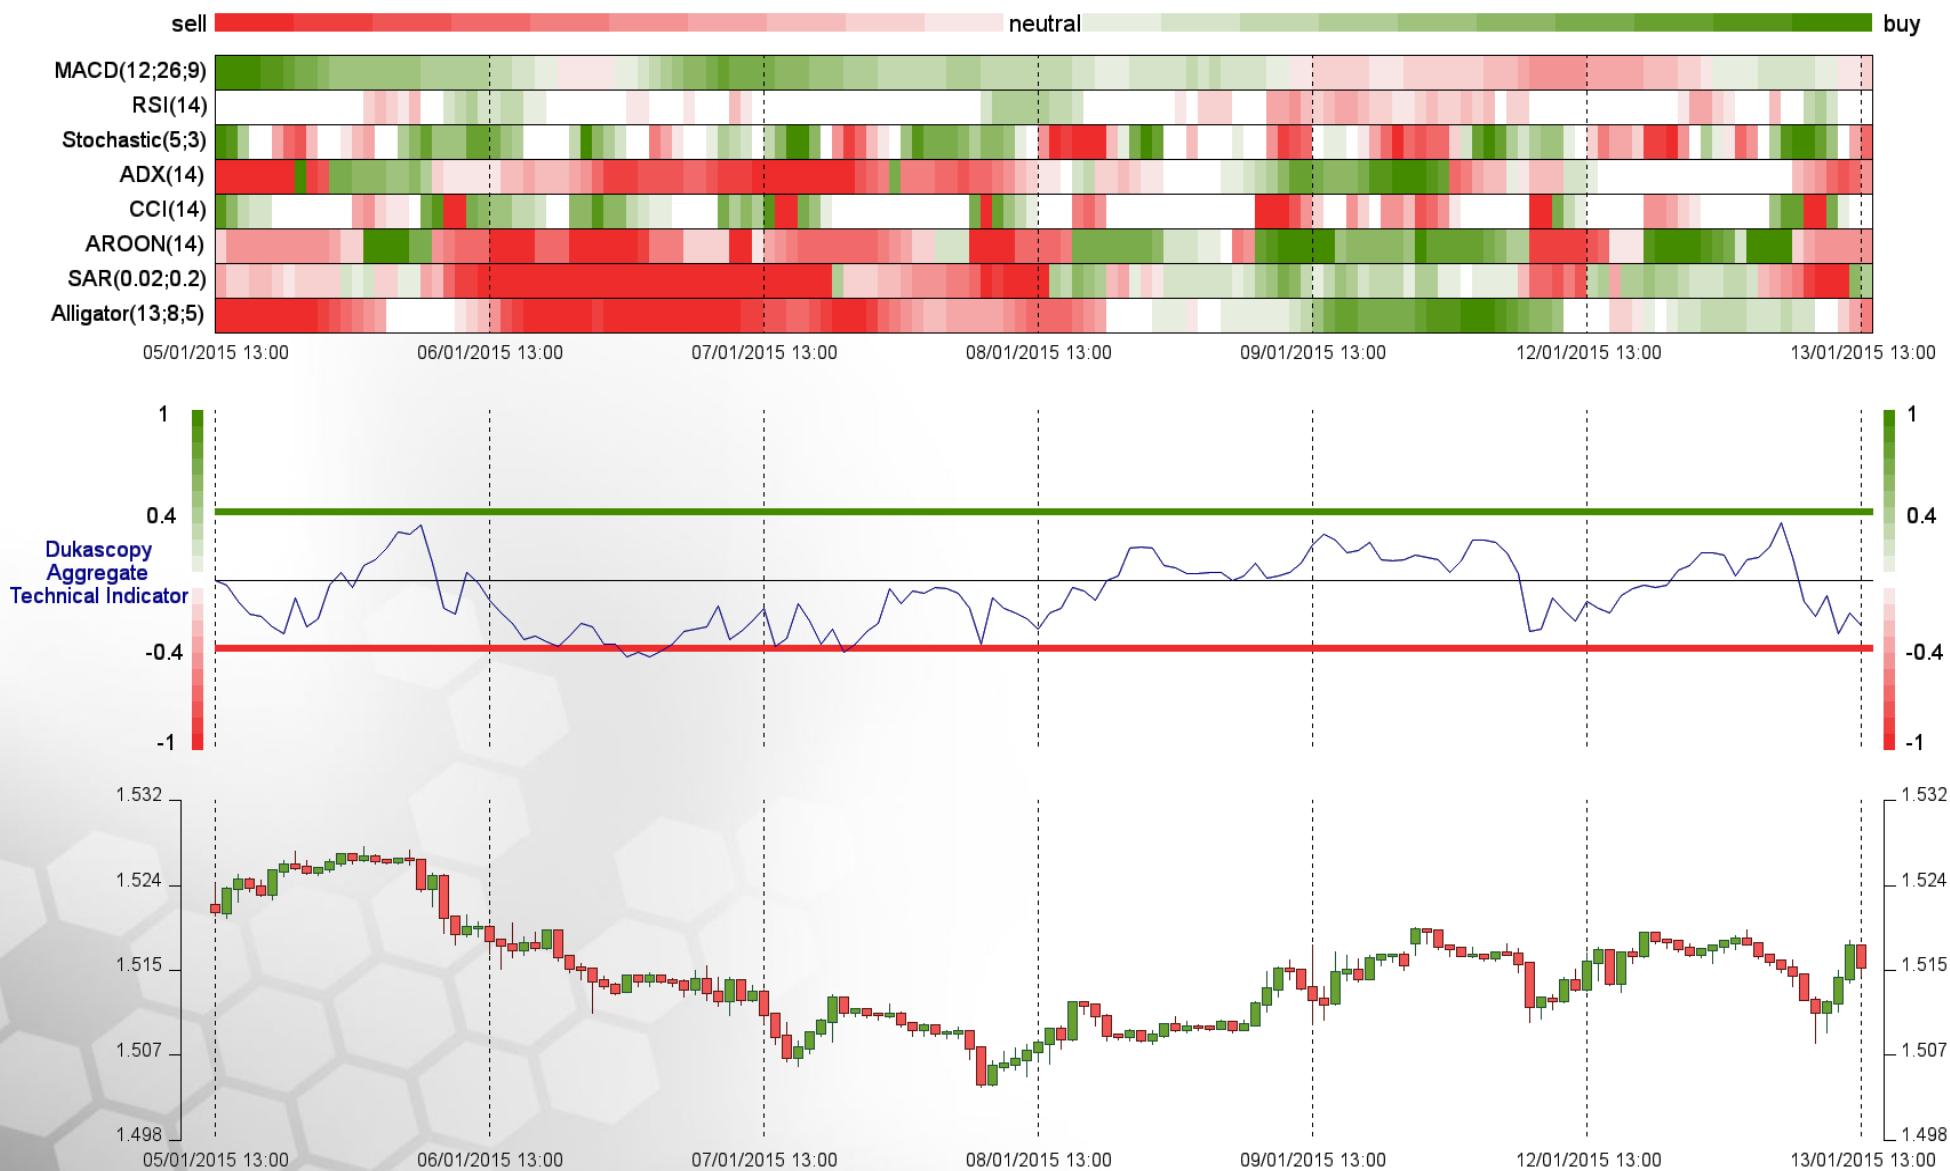 sell neutral buy
MACD(12;26;9)
RSI(14)
Stochastic(5;3)
ADX(14)
CCI(14)
AROON(14)
SAR(0.02;0.2)
Alligator(13;8;5)
05/01/2015 13:00 06/01/2015 13:00 07/01/2015 13:00 08/01/2015 13:00 09/01/2015 13:00 12/01/2015 13:00 13/01/2015 13:00
1 1
0.4 0.4
Dukascopy
Aggregate
Technical Indicator
-0.4 -0.4
-1 -1
1.532 1.532
1.524 1.524
1.515 1.515
1.507 1.507
1.498 1.498
05/01/2015 13:00 06/01/2015 13:00 07/01/2015 13:00 08/01/2015 13:00 09/01/2015 13:00 12/01/2015 13:00 13/01/2015 13:00